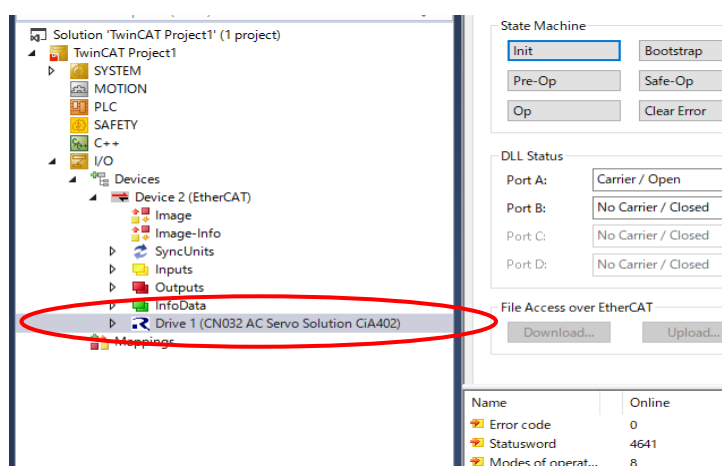 Solution 'TwinCAT Project1' (1 project)
TwinCAT Project1
SYSTEM
MOTION
PLC
SAFETY
C++
I/O
Devices
Device 2 (EtherCAT)
Image
Image-Info
SyncUnits
Inputs
Outputs
InfoData
Drive 1 (CN032 AC Servo Solution CiA402)
Mappings
State Machine
Init Bootstrap
Pre-Op Safe-Op
Op Clear Error
DLL Status
Port A: Carrier / Open
Port B: No Carrier / Closed
Port C: No Carrier / Closed
Port D: No Carrier / Closed
File Access over EtherCAT
Download... Upload...
Name Online
Error code 0
Statusword 4641
Modes of operat... 8